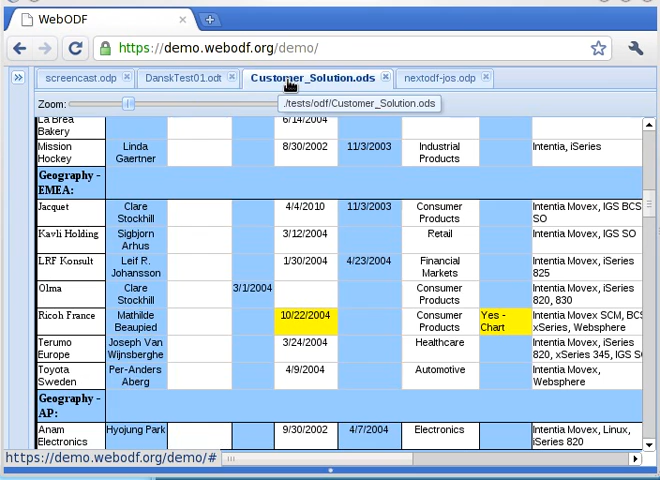 WebODF
https://demo.webodf.org/demo/
screencast.odp DanskTest01.odt Customer_Solution.ods nextodf-jos.odp
Zoom:
./tests/odf/Customer_Solution.ods
La Brea 6/14/2004
Bakery
Mission Linda 8/30/2002 11/3/2003 Industrial Intentia, iSeries
Hockey Gaertner Products
Geography -
EMEA:
Jacquet Clare 4/4/2010 11/3/2003 Consumer Intentia Movex, IGS BCS
Stockhill Products SO
Kavli Holding Sigbjorn 3/12/2004 Retail Intentia Movex, IGS SO
Arhus
LRF Konsult Leif R. 1/30/2004 4/23/2004 Financial Intentia Movex, iSeries
Johansson Markets 825
Olma Clare 3/1/2004 Consumer Intentia Movex, iSeries
Stockhill Products 820, 830
Ricoh France Mathilde 10/22/2004 Consumer Yes - Intentia Movex SCM, BCS
Beaupied Products Chart xSeries, Websphere
Terumo Joseph Van 3/24/2004 Healthcare Intentia Movex, iSeries
Europe Wijnsberghe 820, xSeries 345, IGS S
Toyota Per-Anders 4/9/2004 Automotive Intentia Movex,
Sweden Aberg Websphere
Geography -
AP:
Anam Hyojung Park 9/30/2002 4/7/2004 Electronics Intentia Movex, Linux,
Electronics iSeries 820
https://demo.webodf.org/demo/#